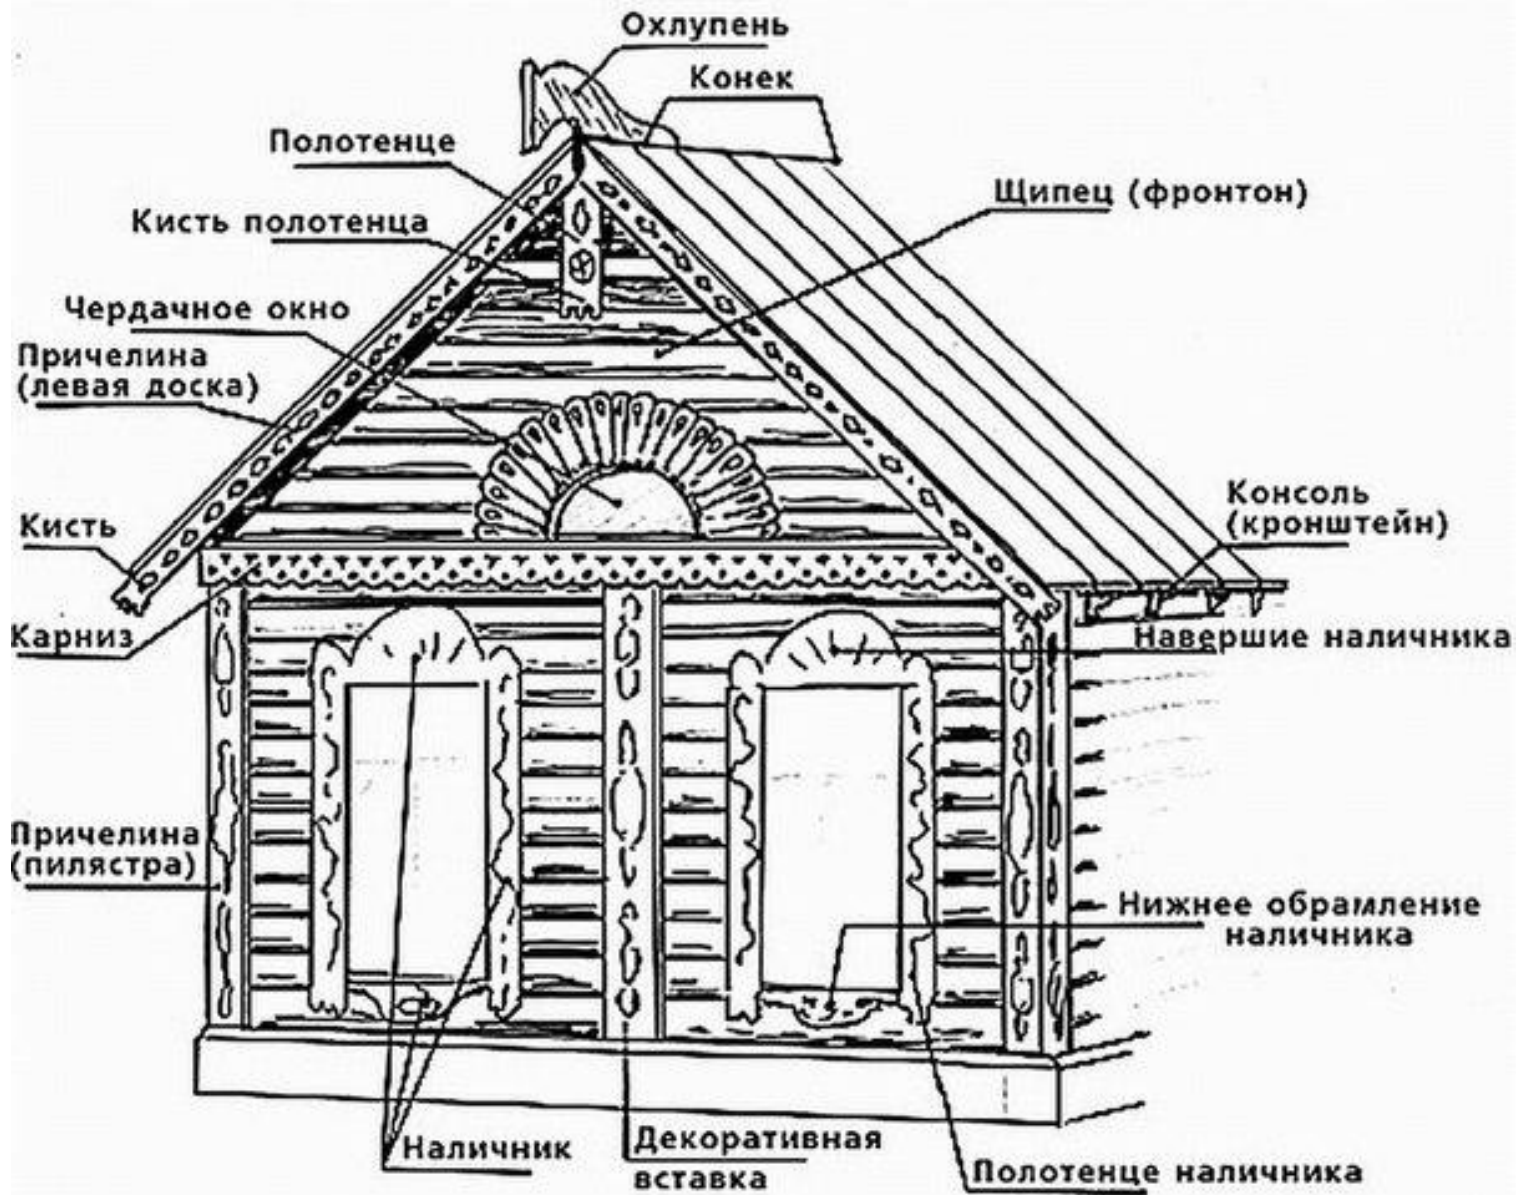 Охлупень
Конек
Полотенце
Щипец (фронтон)
Кисть полотенца
Чердачное окно
Причелина
(левая доска)
Консоль
(кронштейн)
Кисть
Карниз
Навершие наличника
Причелина
(пилястра)
Нижнее обрамление
наличника
Наличник
Декоративная
вставка
Полотенце наличника